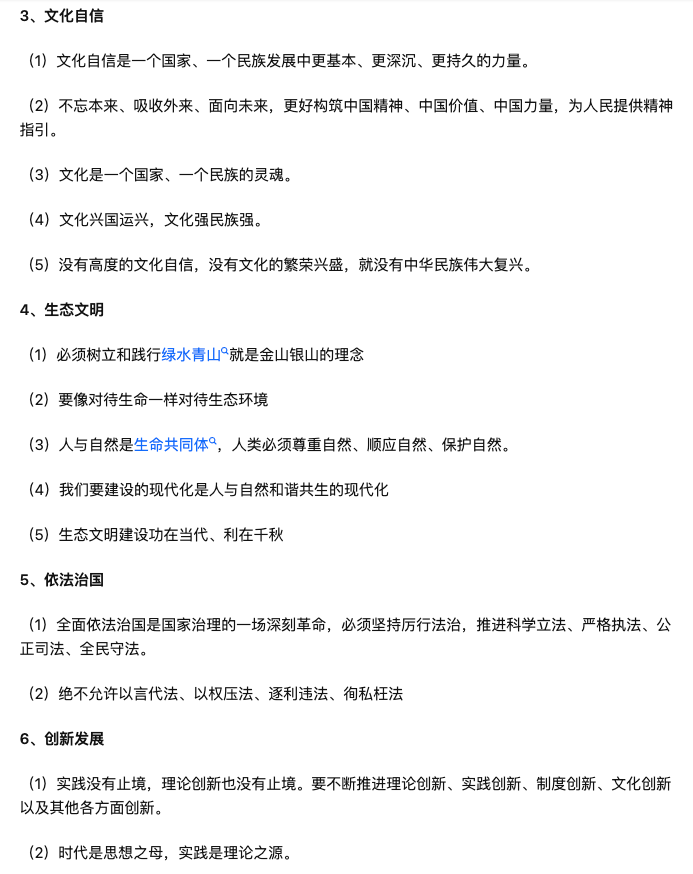 3、文化自信
（1）文化自信是一个国家、一个民族发展中更基本、更深沉、更持久的力量。
（2）不忘本来、吸收外来、面向未来，更好构筑中国精神、中国价值、中国力量，为人民提供精神
指引。
（3）文化是一个国家、一个民族的灵魂。
（4）文化兴国运兴，文化强民族强。
（5）没有高度的文化自信，没有文化的繁荣兴盛，就没有中华民族伟大复兴。
4、生态文明
（1）必须树立和践行绿水青山就是金山银山的理念
（2）要像对待生命一样对待生态环境
（3）人与自然是生命共同体，人类必须尊重自然、顺应自然、保护自然。
（4）我们要建设的现代化是人与自然和谐共生的现代化
（5）生态文明建设功在当代、利在千秋
5、依法治国
（1）全面依法治国是国家治理的一场深刻革命，必须坚持厉行法治，推进科学立法、严格执法、公
正司法、全民守法。
（2）绝不允许以言代法、以权压法、逐利违法、徇私枉法
6、创新发展
（1）实践没有止境，理论创新也没有止境。要不断推进理论创新、实践创新、制度创新、文化创新
以及其他各方面创新。
（2）时代是思想之母，实践是理论之源。